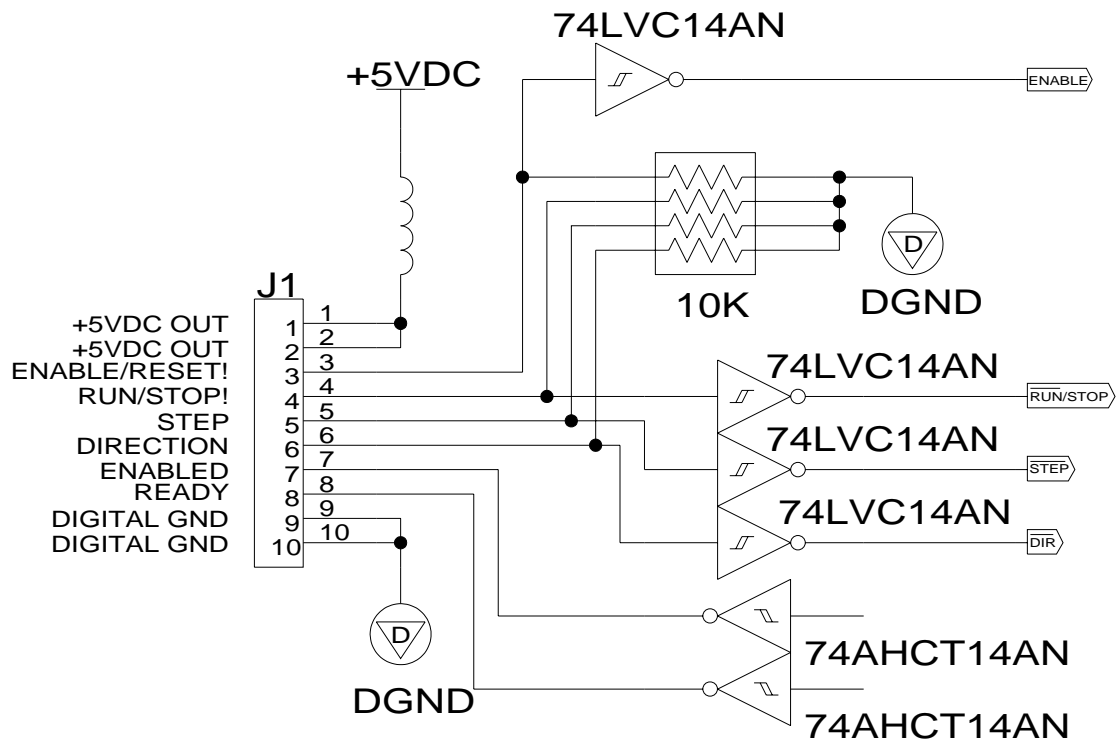 74LVC14AN
+5VDC
ENABLE
D
DGND
10K
J1
+5VDC OUT 1 1
+5VDC OUT 2 2
ENABLE/RESET! 3 3
RUN/STOP! 4 4
STEP 5 5
DIRECTION 6 6
ENABLED 7 7
READY 8 8
DIGITAL GND 9 9
DIGITAL GND 10 10
74LVC14AN
RUN/STOP
74LVC14AN
STEP
74LVC14AN
DIR
D
DGND
74AHCT14AN
74AHCT14AN